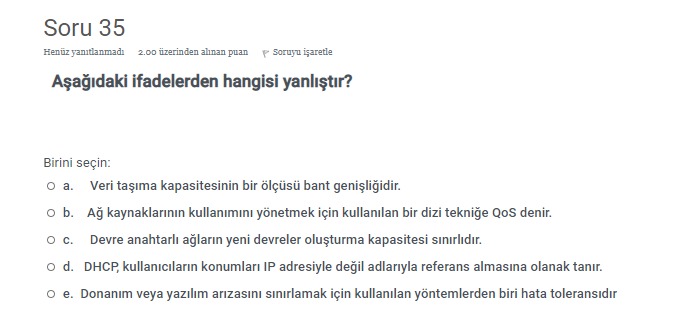 Soru 35
Henüz yanıtlanmadı 2.00 üzerinden alınan puan Soruyu işaretle
Aşağıdaki ifadelerden hangisi yanlıştır?
Birini seçin:
a. Veri taşıma kapasitesinin bir ölçüsü bant genişliğidir.
b. Ağ kaynaklarının kullanımını yönetmek için kullanılan bir dizi tekniğe QoS denir.
c. Devre anahtarlı ağların yeni devreler oluşturma kapasitesi sınırlıdır.
d. DHCP, kullanıcıların konumları IP adresiyle değil adlarıyla referans almasına olanak tanır.
e. Donanım veya yazılım arızasını sınırlamak için kullanılan yöntemlerden biri hata toleransıdır